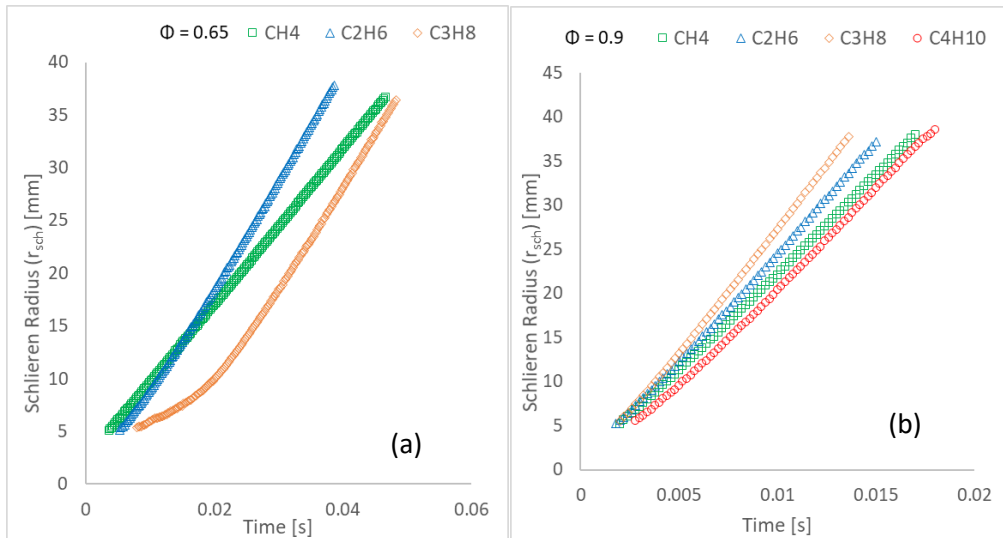 Φ = 0.65 CH4 C2H6 C3H8
Schlieren Radius (rsch) [mm]
40
35
30
25
20
15
10
5
0
(a)
0 0.02 0.04 0.06
Time [s]
Φ = 0.9 CH4 C2H6 C3H8 C4H10
Schlieren Radius (rsch) [mm]
45
40
35
30
25
20
15
10
5
0
(b)
0 0.005 0.01 0.015 0.02
Time [s]